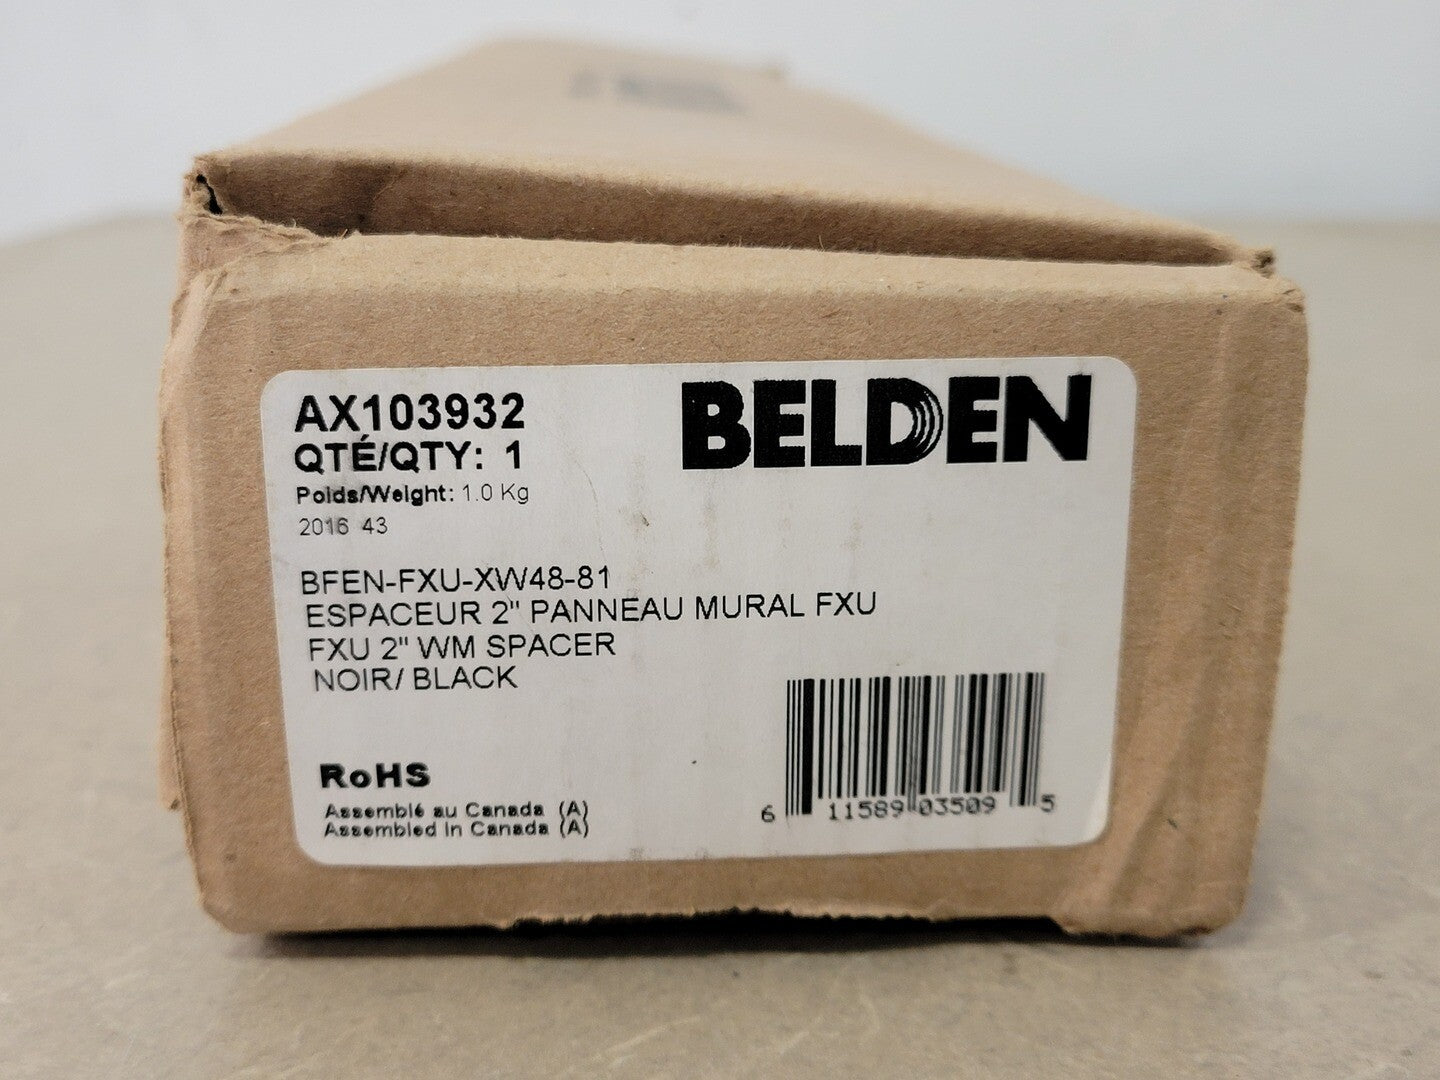 AX103932
BELDEN
QTÉ/QTY: 1
Poids/Weight: 1.0 Kg
2016 43
BFEN-FXU-XW48-81
ESPACEUR 2" PANNEAU MURAL FXU
FXU 2" WM SPACER
NOIR/ BLACK
RoHS
Assemblé au Canada (A)
Assembled in Canada (A)
6 11589 03509 5